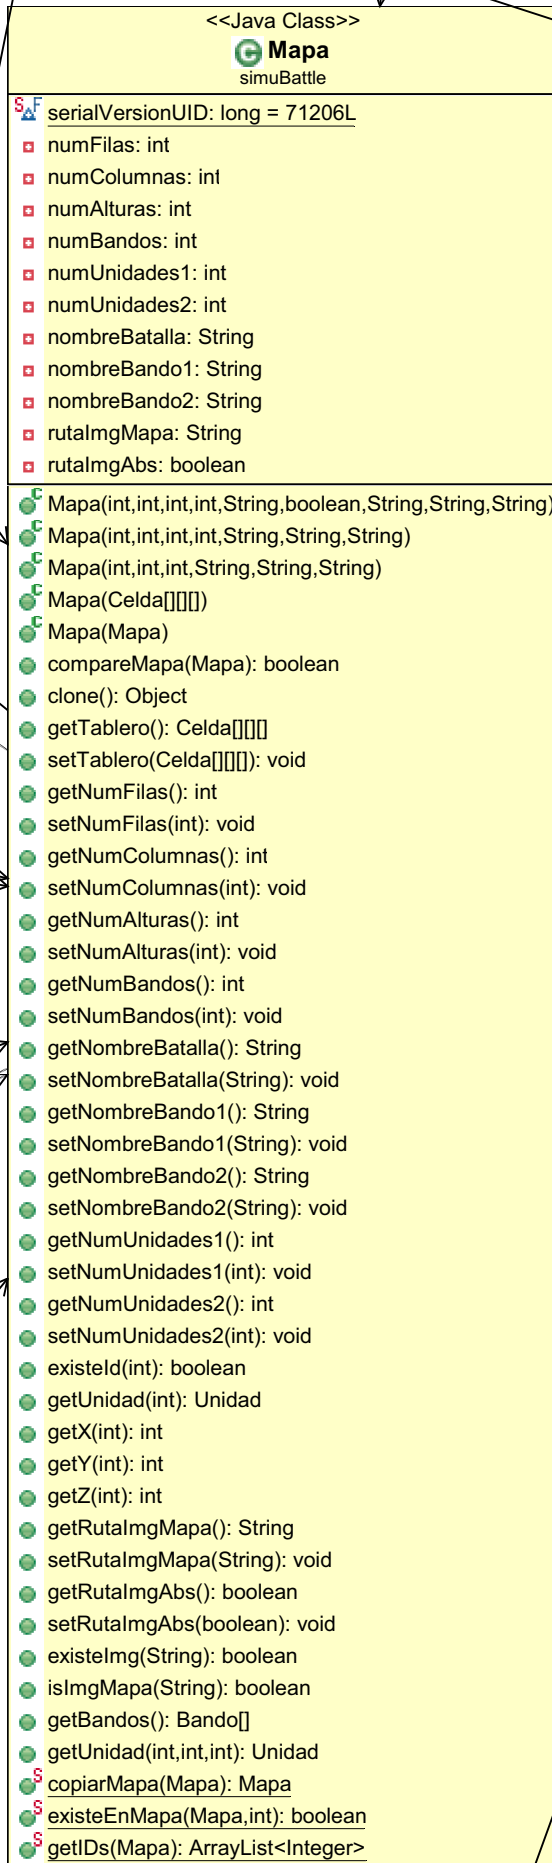 <<Java Class>>
Mapa
simuBattle
serialVersionUID: long = 71206L
numFilas: int
numColumnas: int
numAlturas: int
numBandos: int
numUnidades1: int
numUnidades2: int
nombreBatalla: String
nombreBando1: String
nombreBando2: String
rutaImgMapa: String
rutaImgAbs: boolean
Mapa(int,int,int,int,String,boolean,String,String,String)
Mapa(int,int,int,int,String,String,String)
Mapa(int,int,int,String,String,String)
Mapa(Celda[][][])
Mapa(Mapa)
compareMapa(Mapa): boolean
clone(): Object
getTablero(): Celda[][][]
setTablero(Celda[][][]): void
getNumFilas(): int
setNumFilas(int): void
getNumColumnas(): int
setNumColumnas(int): void
getNumAlturas(): int
setNumAlturas(int): void
getNumBandos(): int
setNumBandos(int): void
getNombreBatalla(): String
setNombreBatalla(String): void
getNombreBando1(): String
setNombreBando1(String): void
getNombreBando2(): String
setNombreBando2(String): void
getNumUnidades1(): int
setNumUnidades1(int): void
getNumUnidades2(): int
setNumUnidades2(int): void
existeId(int): boolean
getUnidad(int): Unidad
getX(int): int
getY(int): int
getZ(int): int
getRutaImgMapa(): String
setRutaImgMapa(String): void
getRutaImgAbs(): boolean
setRutaImgAbs(boolean): void
existeImg(String): boolean
isImgMapa(String): boolean
getBandos(): Bando[]
getUnidad(int,int,int): Unidad
copiarMapa(Mapa): Mapa
existeEnMapa(Mapa,int): boolean
getIDs(Mapa): ArrayList<Integer>